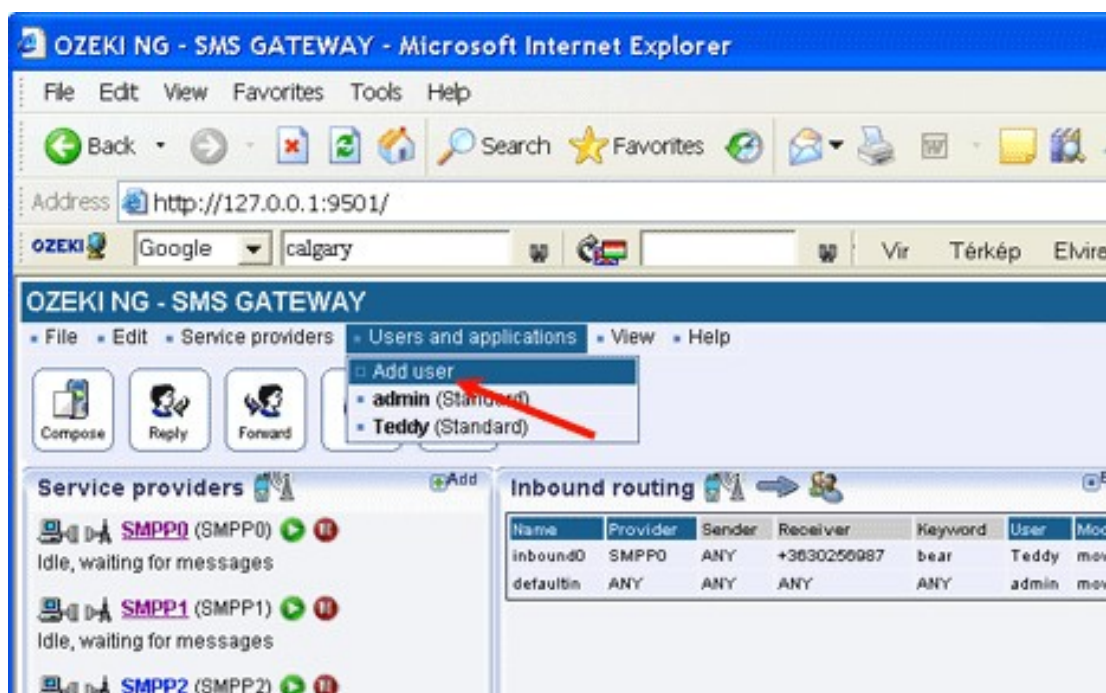 OZEKI NG - SMS GATEWAY - Microsoft Internet Explorer
File Edit View Favorites Tools Help
Back Search Favorites
Address http://127.0.0.1:9501/
OZEKI Google calgary Vir Térkép Elvira
OZEKI NG - SMS GATEWAY
File Edit Service providers Users and applications View Help
Add user
admin (Standard)
Teddy (Standard)
Compose Reply Forward
Service providers Add Inbound routing
Name Provider Sender Receiver Keyword User
inbound0 SMPP0 ANY +3630256987 bear Teddy
defaultin ANY ANY ANY ANY admin
SMPP0 (SMPP0)
Idle, waiting for messages
SMPP1 (SMPP1)
Idle, waiting for messages
SMPP2 (SMPP2)